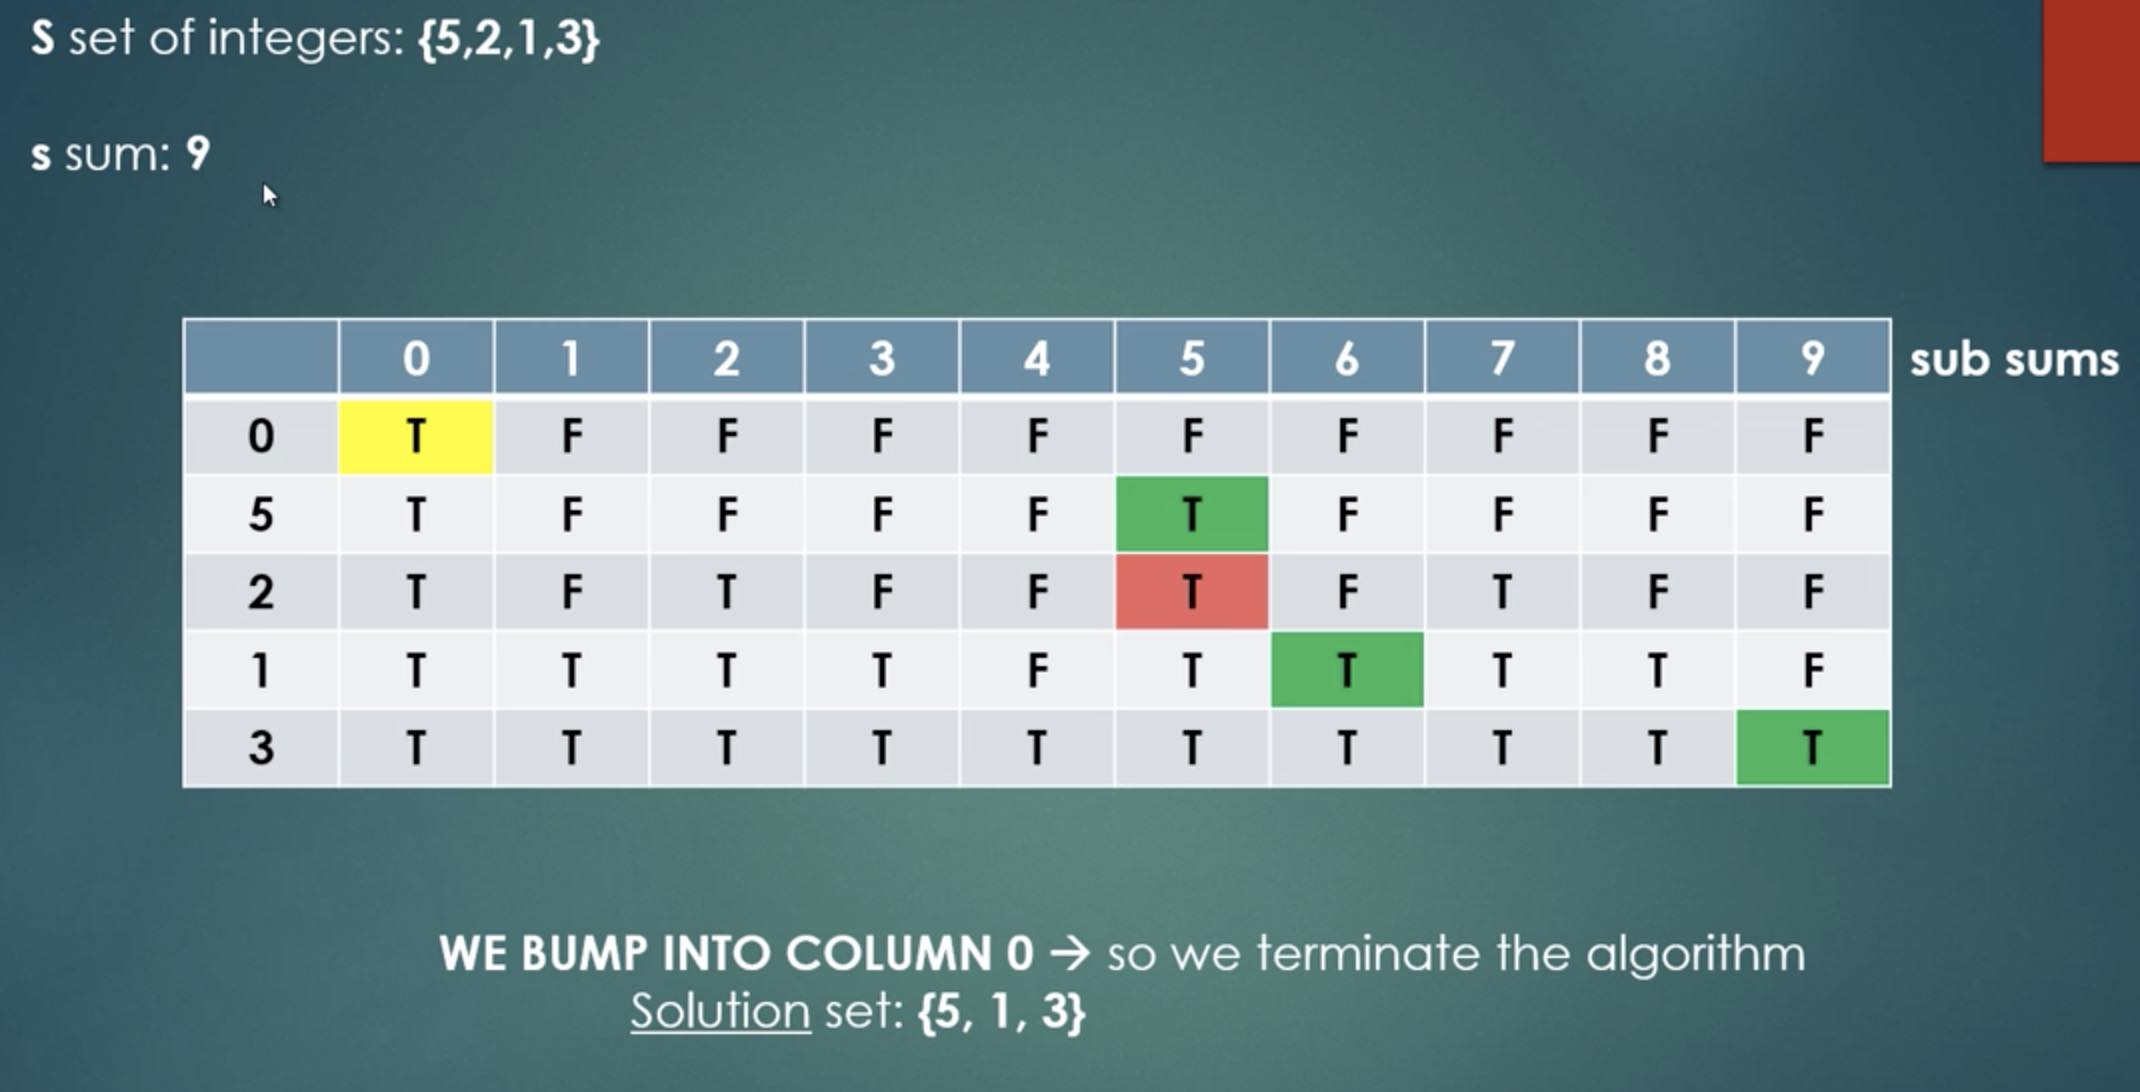 S set of integers: {5,2,1,3}
s sum: 9
0 1 2 3 4 5 6 7 8 9 sub sums
0 T F F F F F F F F F
5 T F F F F T F F F F
2 T F T F F T F T F F
1 T T T T F T T T T F
3 T T T T T T T T T T
WE BUMP INTO COLUMN 0 → so we terminate the algorithm
Solution set: {5, 1, 3}